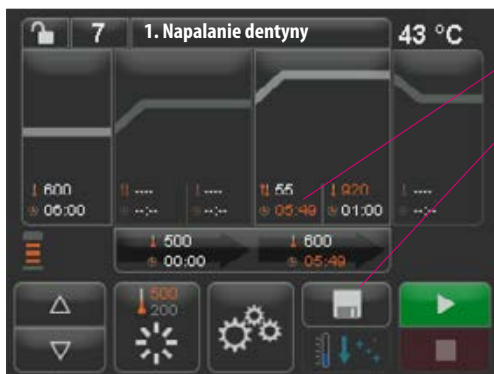 7 1. Napalanie dentyny 43 °C
600 ---- ---- 55 920 ----
06:00 --:-- --:-- 05:49 01:00 --:--
500 600
00:00 05:49
500
200